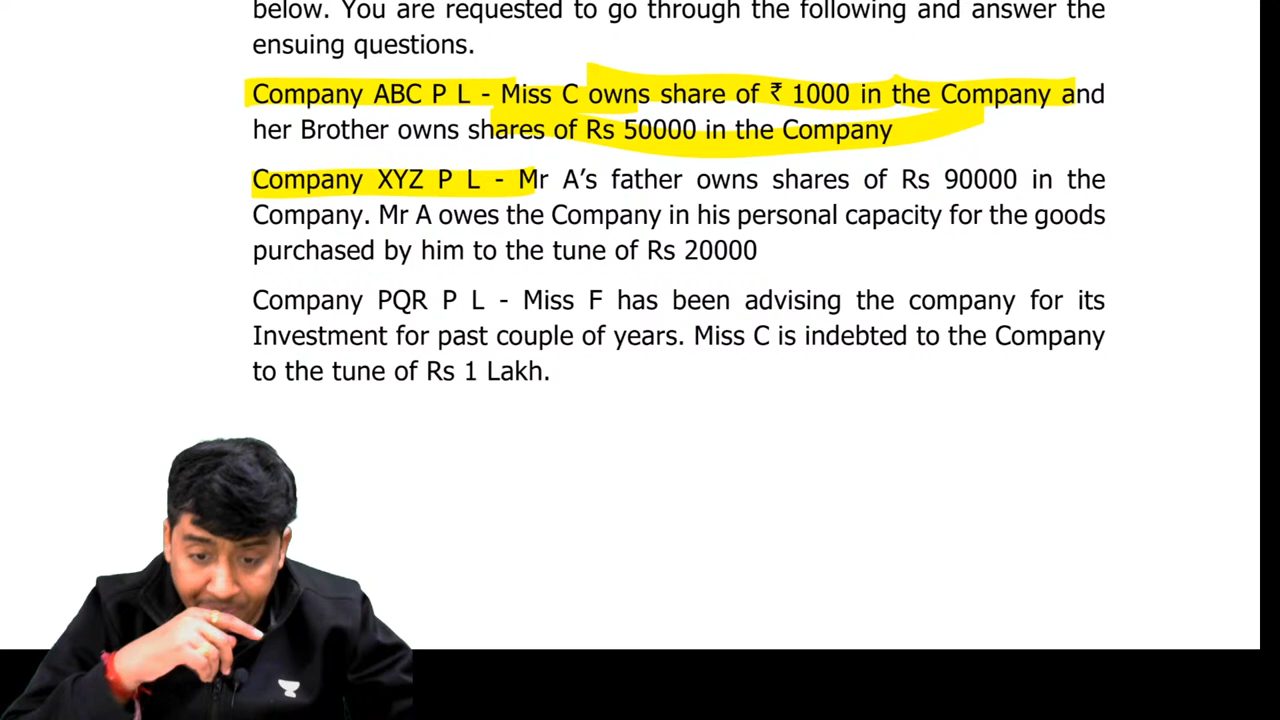 below. You are requested to go through the following and answer the
ensuing questions.
Company ABC P L - Miss C owns share of ₹ 1000 in the Company and
her Brother owns shares of Rs 50000 in the Company
Company XYZ P L - Mr A’s father owns shares of Rs 90000 in the
Company. Mr A owes the Company in his personal capacity for the goods
purchased by him to the tune of Rs 20000
Company PQR P L - Miss F has been advising the company for its
Investment for past couple of years. Miss C is indebted to the Company
to the tune of Rs 1 Lakh.